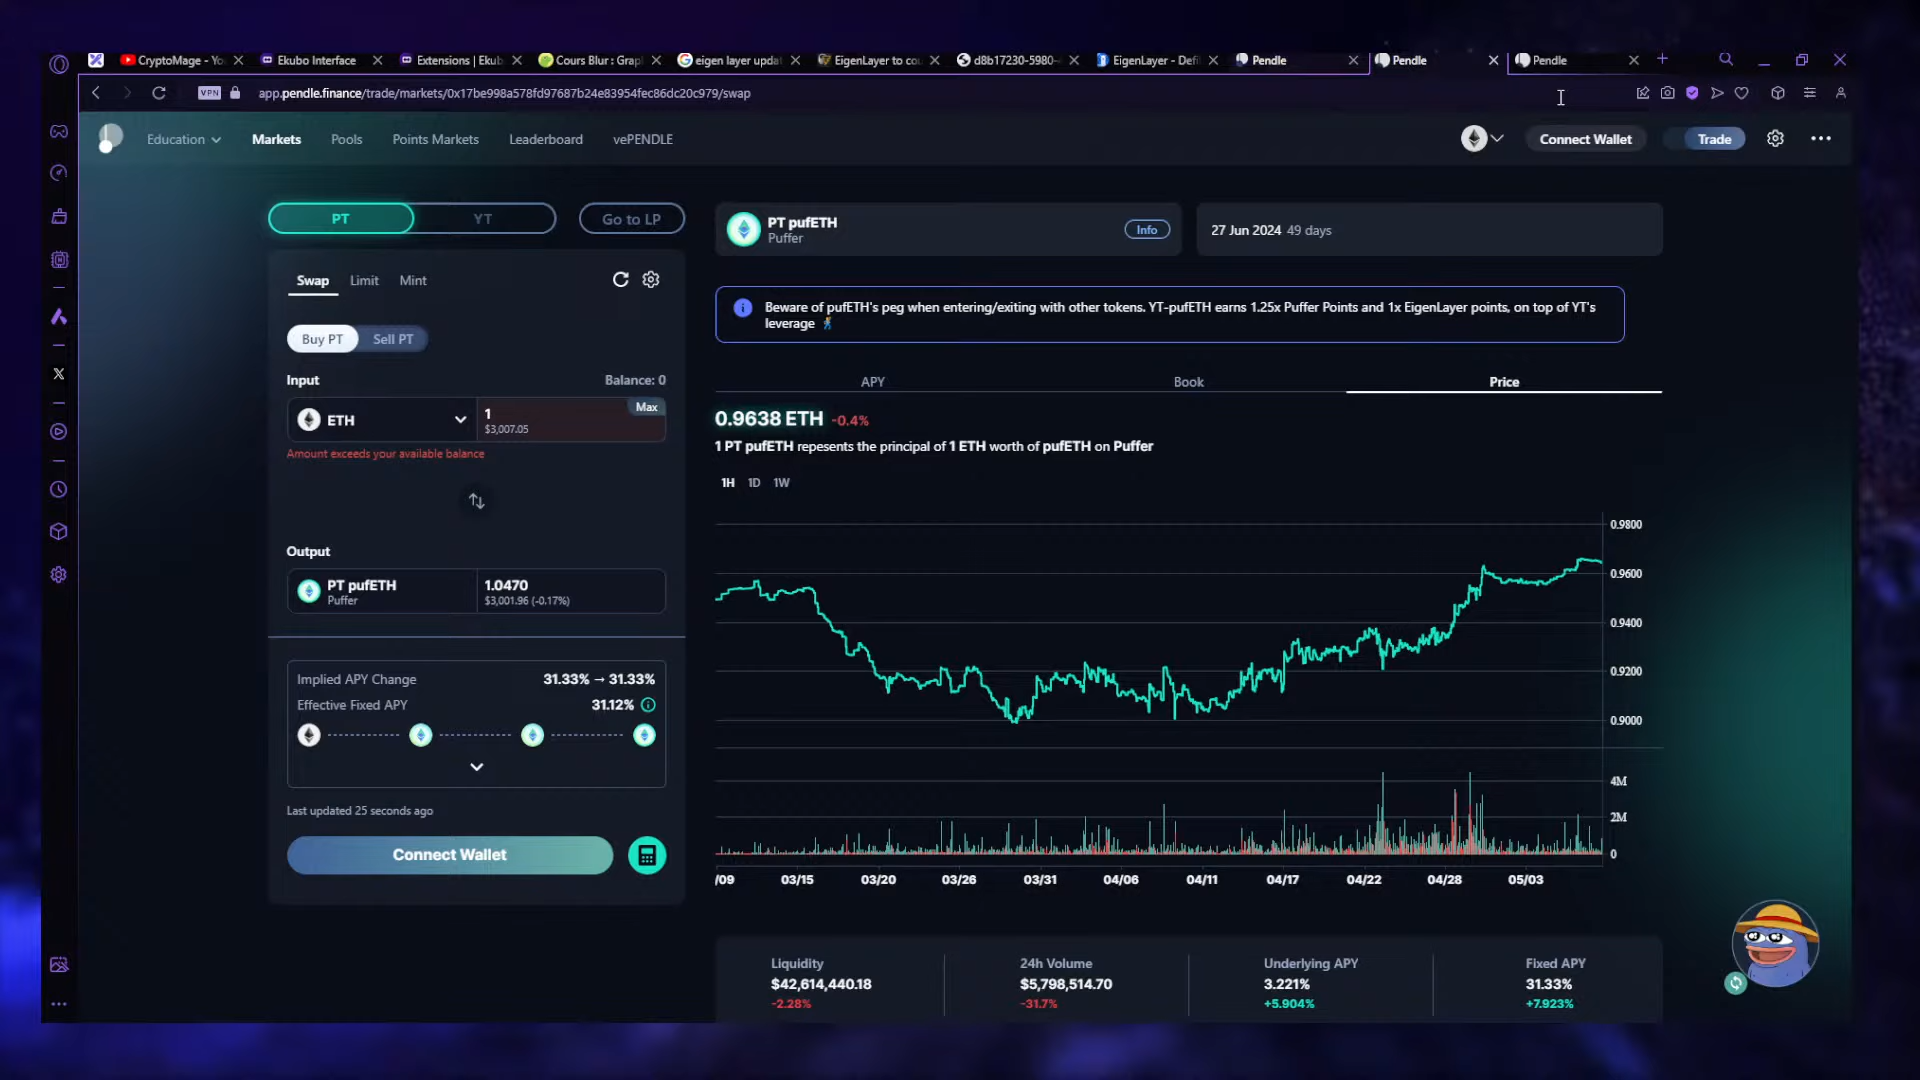 CryptoMage - Yo
Ekubo Interface
Extensions | Ekub
Cours Blur : Grap
eigen layer upda
EigenLayer to co
d8b17230-5980-
EigenLayer - Defi
Pendle
Pendle
Pendle
VPN
app.pendle.finance/trade/markets/0x17be998a578fd97687b24e83954fec86dc20c979/swap
Education
Markets
Pools
Points Markets
Leaderboard
vePENDLE
Connect Wallet
Trade
PT
YT
Go to LP
PT pufETH
Puffer
Info
27 Jun 2024 49 days
Swap
Limit
Mint
Beware of pufETH's peg when entering/exiting with other tokens. YT-pufETH earns 1.25x Puffer Points and 1x EigenLayer points, on top of YT's
leverage
Buy PT
Sell PT
Input
Balance: 0
ETH
1
Max
$3,007.05
Amount exceeds your available balance
Output
PT pufETH
Puffer
1.0470
$3,001.96 (-0.17%)
Implied APY Change
31.33% → 31.33%
Effective Fixed APY
31.12%
Last updated 25 seconds ago
Connect Wallet
APY
Book
Price
0.9638 ETH -0.4%
1 PT pufETH repesents the principal of 1 ETH worth of pufETH on Puffer
1H 1D 1W
0.9800
0.9600
0.9400
0.9200
0.9000
4M
2M
0
/09
03/15
03/20
03/26
03/31
04/06
04/11
04/17
04/22
04/28
05/03
Liquidity
$42,614,440.18
-2.28%
24h Volume
$5,798,514.70
-31.7%
Underlying APY
3.221%
+5.904%
Fixed APY
31.33%
+7.923%